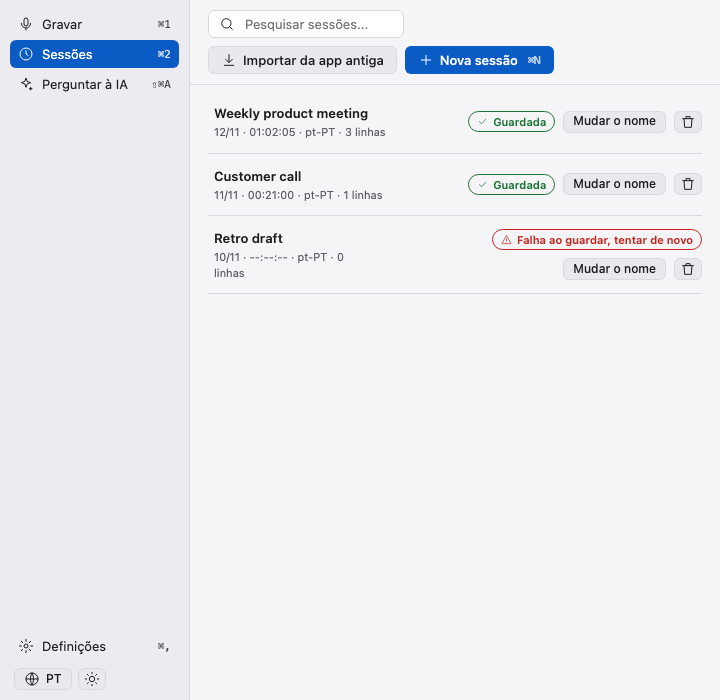 Gravar ⌘1
Sessões ⌘2
Perguntar à IA ⇧⌘A
Pesquisar sessões...
Importar da app antiga
Nova sessão ⌘N
Weekly product meeting
12/11 · 01:02:05 · pt-PT · 3 linhas
Guardada
Mudar o nome
Customer call
11/11 · 00:21:00 · pt-PT · 1 linhas
Guardada
Mudar o nome
Retro draft
10/11 · --:--:-- · pt-PT · 0
linhas
Falha ao guardar, tentar de novo
Mudar o nome
Definições ⌘,
PT